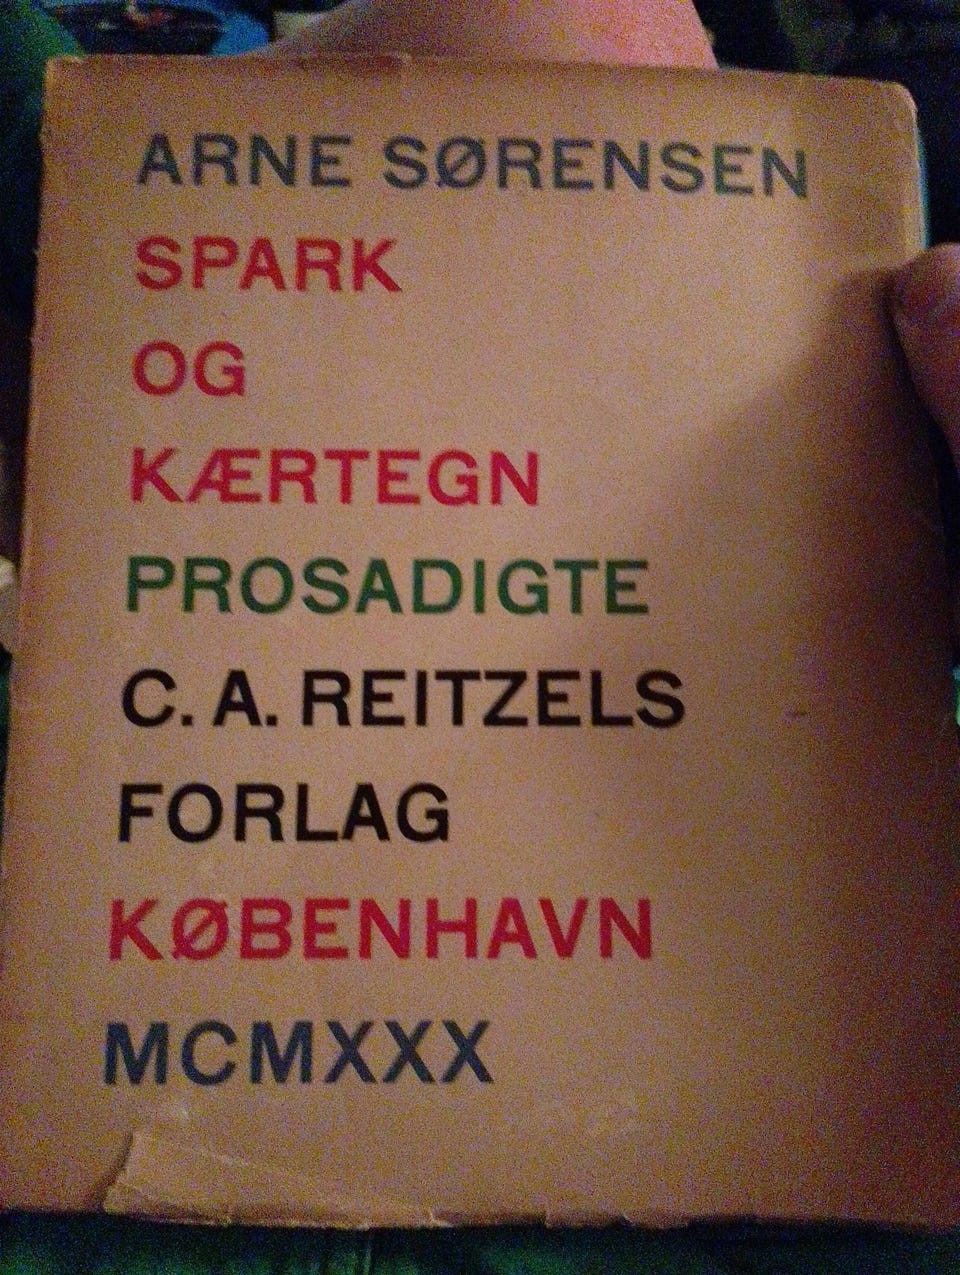 ARNE SØRENSEN
SPARK
OG
KÆRTEGN
PROSADIGTE
C. A. REITZELS
FORLAG
KØBENHAVN
MCMXXX